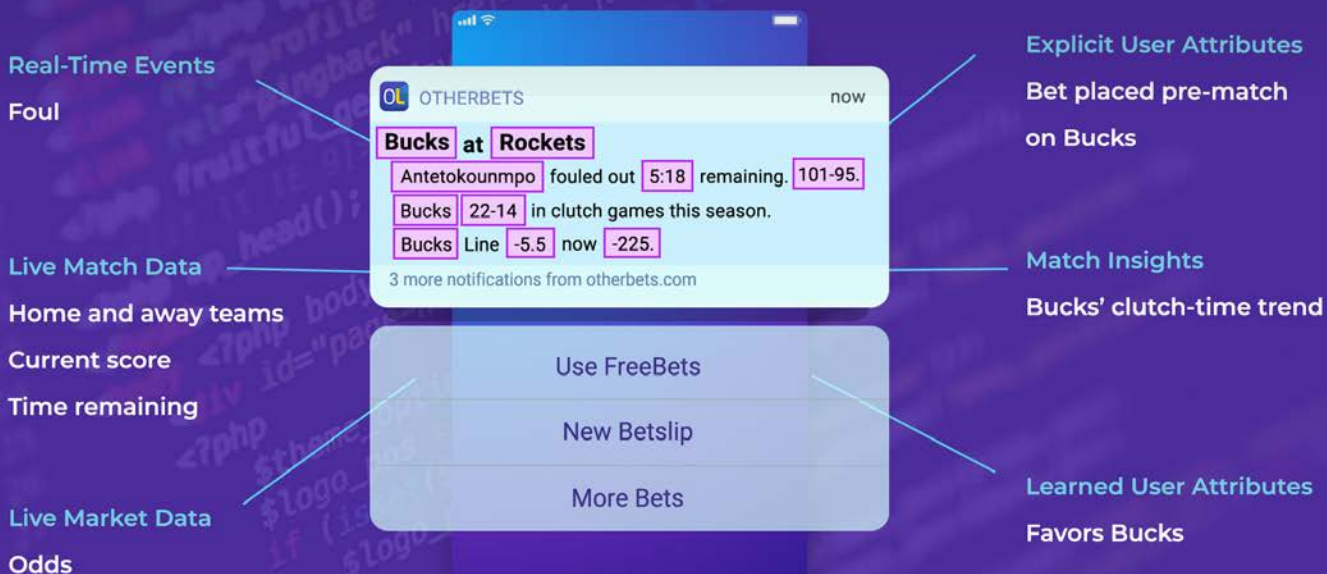 Real-Time Events
Foul
Live Match Data
Home and away teams
Current score
Time remaining
Live Market Data
Odds
OL OTHERBETS now
Bucks at Rockets
Antetokounmpo fouled out 5:18 remaining. 101-95.
Bucks 22-14 in clutch games this season.
Bucks Line -5.5 now -225.
3 more notifications from otherbets.com
Use FreeBets
New Betslip
More Bets
Explicit User Attributes
Bet placed pre-match
on Bucks
Match Insights
Bucks' clutch-time trend
Learned User Attributes
Favors Bucks